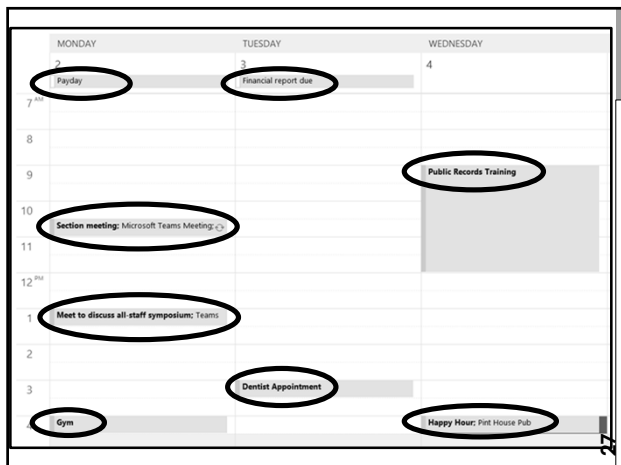 MONDAY TUESDAY WEDNESDAY
2 3 4
Payday Financial report due
7 AM
8
9 Public Records Training
10
Section meeting; Microsoft Teams Meeting;
11
12 PM
1 Meet to discuss all-staff symposium; Teams
2
3 Dentist Appointment
4 Gym Happy Hour; Pint House Pub
27